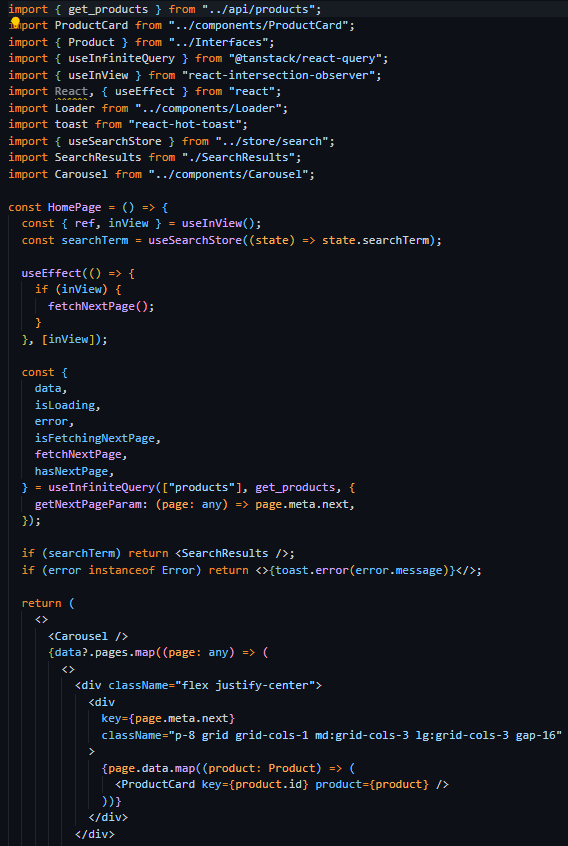 import { get_products } from "../api/products";
import ProductCard from "../components/ProductCard";
import { Product } from "../Interfaces";
import { useInfiniteQuery } from "@tanstack/react-query";
import { useInView } from "react-intersection-observer";
import React, { useEffect } from "react";
import Loader from "../components/Loader";
import toast from "react-hot-toast";
import { useSearchStore } from "../store/search";
import SearchResults from "./SearchResults";
import Carousel from "../components/Carousel";

const HomePage = () => {
  const { ref, inView } = useInView();
  const searchTerm = useSearchStore((state) => state.searchTerm);

  useEffect(() => {
    if (inView) {
      fetchNextPage();
    }
  }, [inView]);

  const {
    data,
    isLoading,
    error,
    isFetchingNextPage,
    fetchNextPage,
    hasNextPage,
  } = useInfiniteQuery(["products"], get_products, {
    getNextPageParam: (page: any) => page.meta.next,
  });

  if (searchTerm) return <SearchResults />;
  if (error instanceof Error) return <>{toast.error(error.message)}</>;

  return (
    <>
      <Carousel />
      {data?.pages.map((page: any) => (
        <>
          <div className="flex justify-center">
            <div
              key={page.meta.next}
              className="p-8 grid grid-cols-1 md:grid-cols-3 lg:grid-cols-3 gap-16"
            >
              {page.data.map((product: Product) => (
                <ProductCard key={product.id} product={product} />
              ))}
            </div>
          </div>